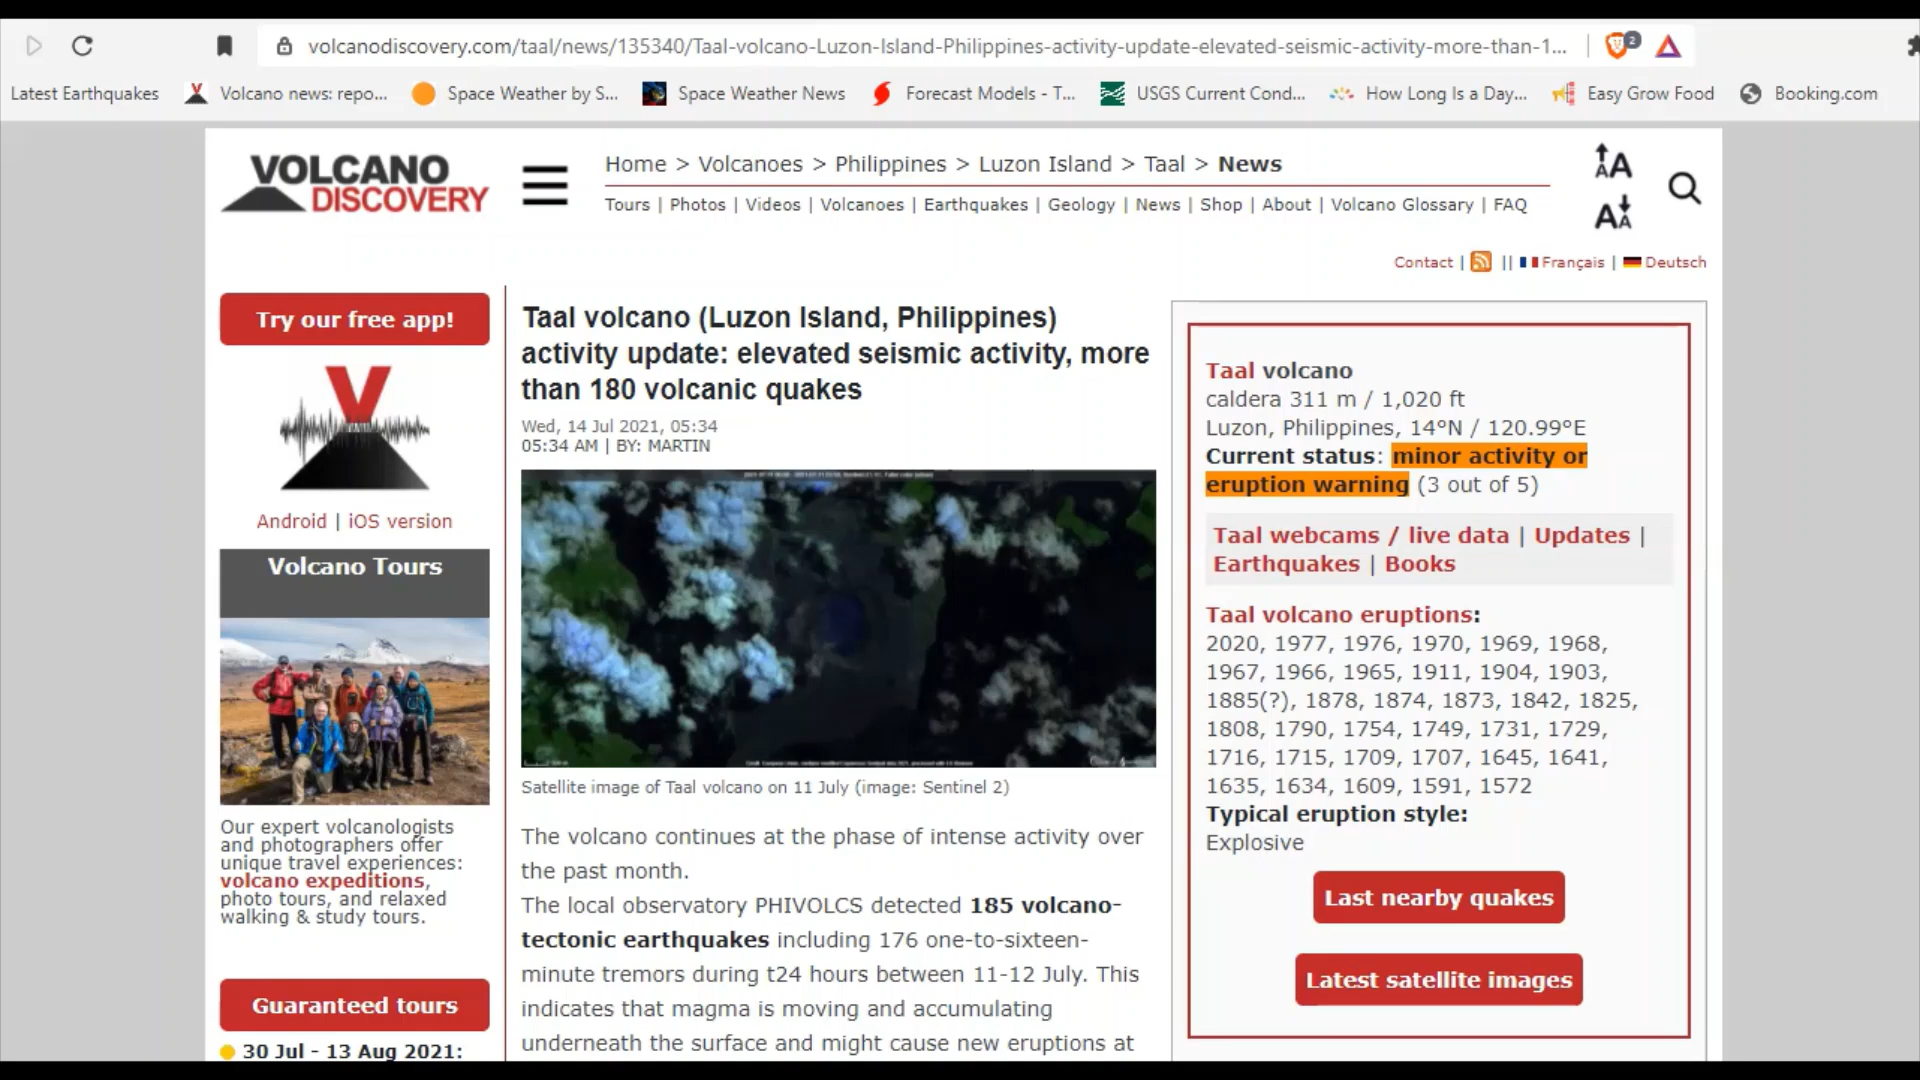 volcanodiscovery.com/taal/news/135340/Taal-volcano-Luzon-Island-Philippines-activity-update-elevated-seismic-activity-more-than-1...
2
Latest Earthquakes
Volcano news: repo...
Space Weather by S...
Space Weather News
Forecast Models - T...
USGS Current Cond...
How Long Is a Day...
Easy Grow Food
Booking.com
VOLCANO
DISCOVERY
Home > Volcanoes > Philippines > Luzon Island > Taal > News
Tours | Photos | Videos | Volcanoes | Earthquakes | Geology | News | Shop | About | Volcano Glossary | FAQ
AA
AA
Contact | || Français | Deutsch
Try our free app!
V
Android | iOS version
Volcano Tours
Our expert volcanologists
and photographers offer
unique travel experiences:
volcano expeditions,
photo tours, and relaxed
walking & study tours.
Guaranteed tours
30 Jul - 13 Aug 2021:
Taal volcano (Luzon Island, Philippines)
activity update: elevated seismic activity, more
than 180 volcanic quakes
Wed, 14 Jul 2021, 05:34
05:34 AM | BY: MARTIN
Satellite image of Taal volcano on 11 July (image: Sentinel 2)
The volcano continues at the phase of intense activity over
the past month.
The local observatory PHIVOLCS detected 185 volcano-
tectonic earthquakes including 176 one-to-sixteen-
minute tremors during t24 hours between 11-12 July. This
indicates that magma is moving and accumulating
underneath the surface and might cause new eruptions at
Taal volcano
caldera 311 m / 1,020 ft
Luzon, Philippines, 14°N / 120.99°E
Current status: minor activity or
eruption warning (3 out of 5)
Taal webcams / live data | Updates |
Earthquakes | Books
Taal volcano eruptions:
2020, 1977, 1976, 1970, 1969, 1968,
1967, 1966, 1965, 1911, 1904, 1903,
1885(?), 1878, 1874, 1873, 1842, 1825,
1808, 1790, 1754, 1749, 1731, 1729,
1716, 1715, 1709, 1707, 1645, 1641,
1635, 1634, 1609, 1591, 1572
Typical eruption style:
Explosive
Last nearby quakes
Latest satellite images